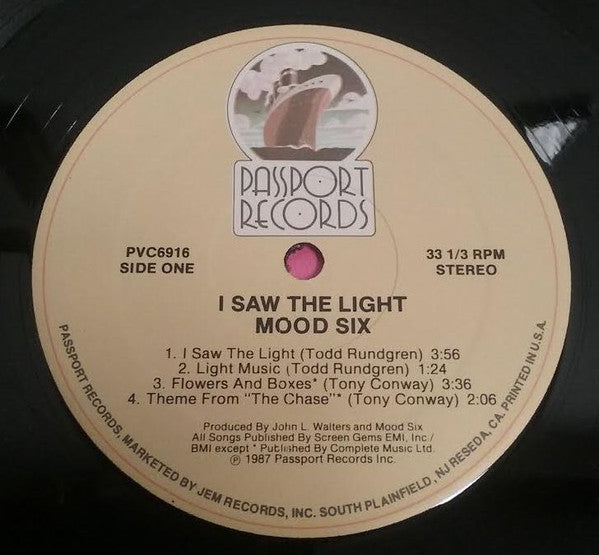 PASSPORT
RECORDS
PVC6916
SIDE ONE
33 1/3 RPM
STEREO
I SAW THE LIGHT
MOOD SIX
1. I Saw The Light (Todd Rundgren) 3:56
2. Light Music (Todd Rundgren) 1:24
3. Flowers And Boxes* (Tony Conway) 3:36
4. Theme From "The Chase"* (Tony Conway) 2:06
Produced By John L. Walters and Mood Six
All Songs Published By Screen Gems EMI, Inc/
BMI except * Published By Complete Music Ltd.
℗ 1987 Passport Records Inc.
PASSPORT RECORDS, MARKETED BY JEM RECORDS, INC. SOUTH PLAINFIELD, NJ RESEDA, CA. PRINTED IN U.S.A.